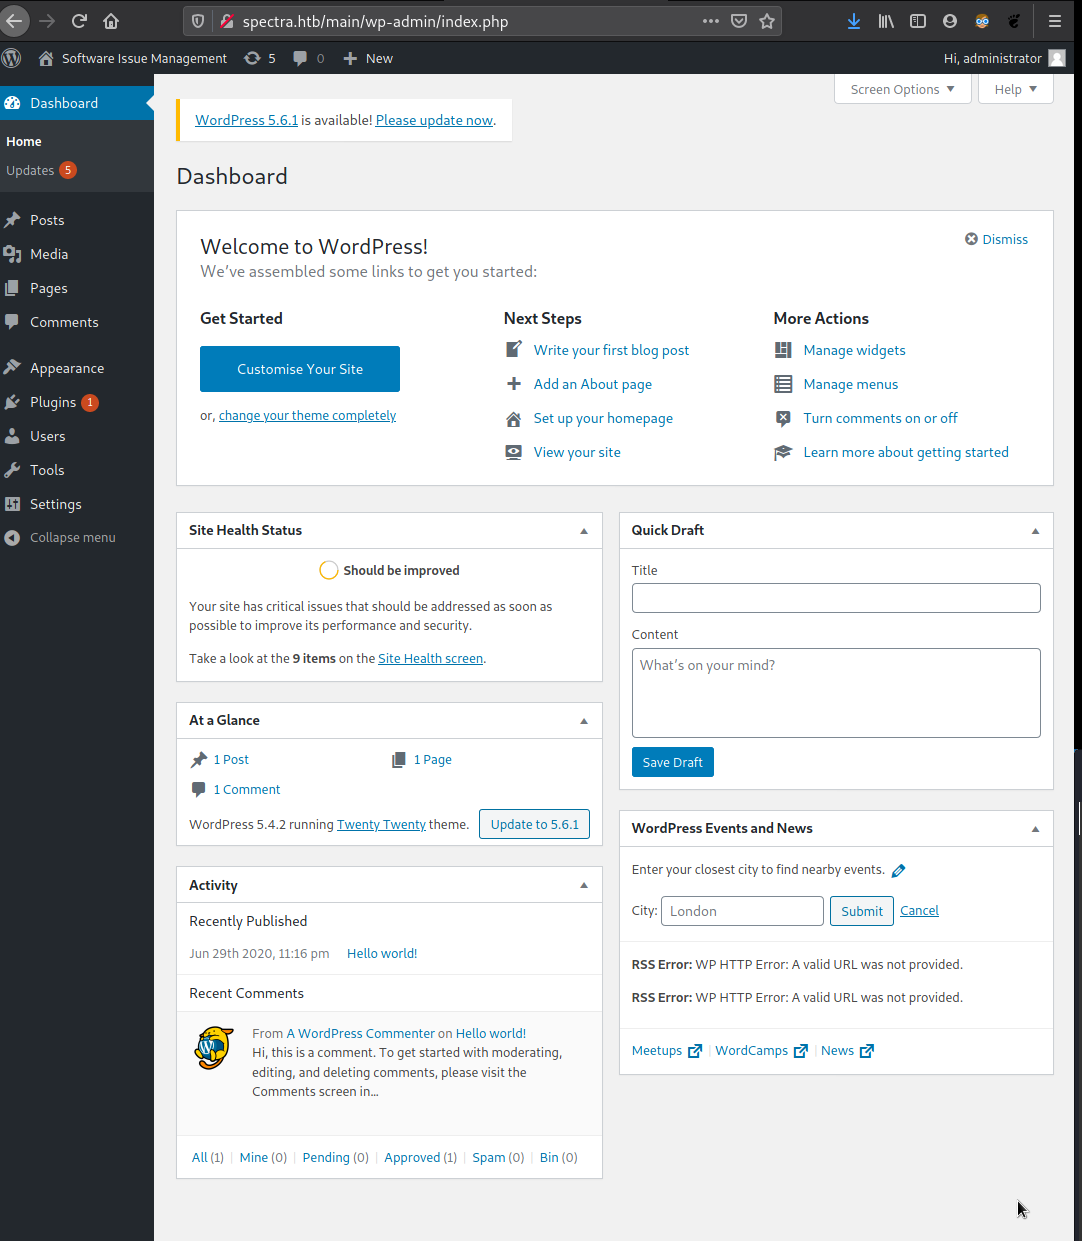 spectra.htb/main/wp-admin/index.php
Software Issue Management 5 0 New Hi, administrator
Dashboard
Home
Updates 5
Posts
Media
Pages
Comments
Appearance
Plugins 1
Users
Tools
Settings
Collapse menu
Screen Options Help
WordPress 5.6.1 is available! Please update now.
Dashboard
Welcome to WordPress!
We've assembled some links to get you started:
Dismiss
Get Started
Customise Your Site
or, change your theme completely
Next Steps
Write your first blog post
Add an About page
Set up your homepage
View your site
More Actions
Manage widgets
Manage menus
Turn comments on or off
Learn more about getting started
Site Health Status
Should be improved
Your site has critical issues that should be addressed as soon as
possible to improve its performance and security.
Take a look at the 9 items on the Site Health screen.
At a Glance
1 Post 1 Page
1 Comment
WordPress 5.4.2 running Twenty Twenty theme. Update to 5.6.1
Activity
Recently Published
Jun 29th 2020, 11:16 pm Hello world!
Recent Comments
From A WordPress Commenter on Hello world!
Hi, this is a comment. To get started with moderating,
editing, and deleting comments, please visit the
Comments screen in…
All (1) | Mine (0) | Pending (0) | Approved (1) | Spam (0) | Bin (0)
Quick Draft
Title
Content
What's on your mind?
Save Draft
WordPress Events and News
Enter your closest city to find nearby events.
City: London Submit Cancel
RSS Error: WP HTTP Error: A valid URL was not provided.
RSS Error: WP HTTP Error: A valid URL was not provided.
Meetups | WordCamps | News